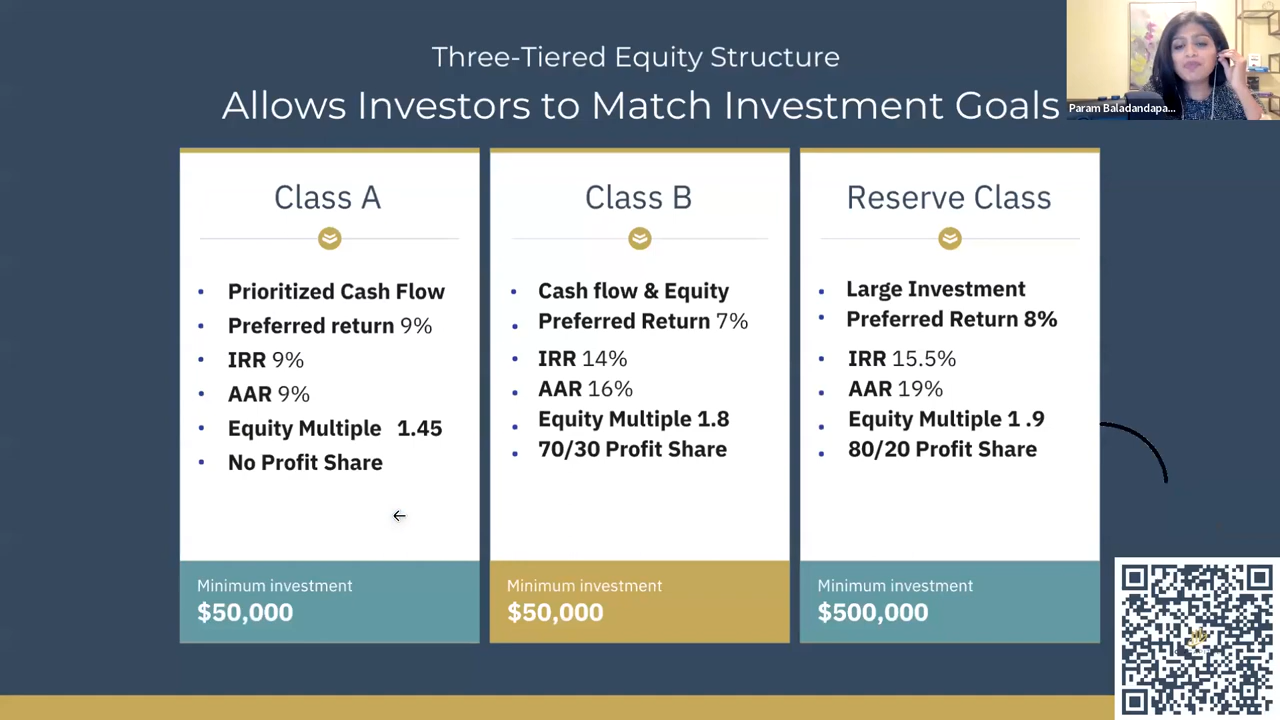 Three-Tiered Equity Structure
Allows Investors to Match Investment Goals
Param Baladandapa...
Class A
• Prioritized Cash Flow
• Preferred return 9%
• IRR 9%
• AAR 9%
• Equity Multiple 1.45
• No Profit Share
Minimum investment
$50,000
Class B
• Cash flow & Equity
• Preferred Return 7%
• IRR 14%
• AAR 16%
• Equity Multiple 1.8
• 70/30 Profit Share
Minimum investment
$50,000
Reserve Class
• Large Investment
• Preferred Return 8%
• IRR 15.5%
• AAR 19%
• Equity Multiple 1 .9
• 80/20 Profit Share
Minimum investment
$500,000